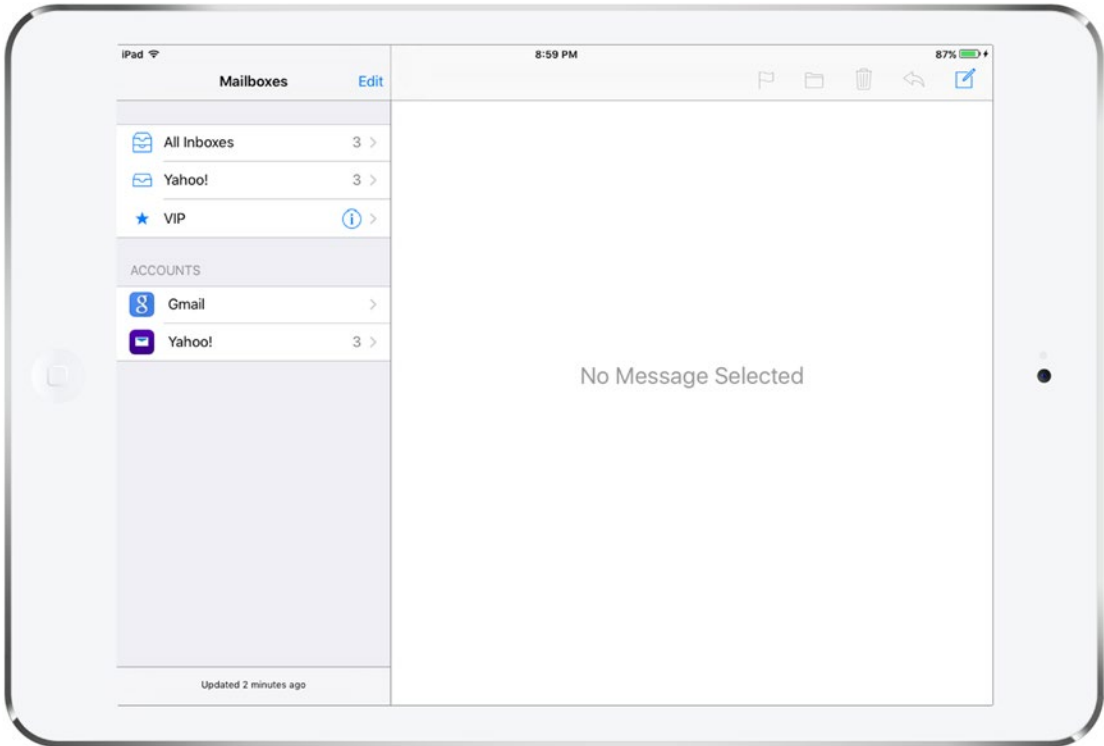 iPad 8:59 PM 87%
Mailboxes Edit
All Inboxes 3
Yahoo! 3
VIP
ACCOUNTS
Gmail
Yahoo! 3
No Message Selected
Updated 2 minutes ago